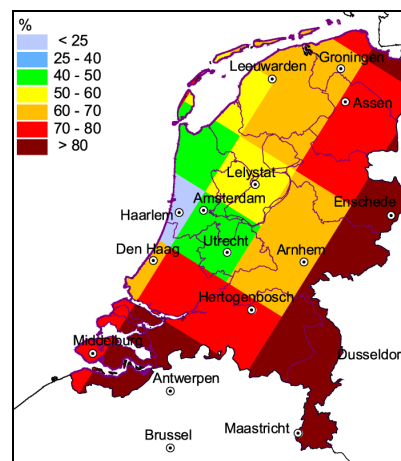 %
< 25
25 - 40
40 - 50
50 - 60
60 - 70
70 - 80
> 80
Groningen
Leeuwarden
Assen
Lelystat
Amsterdam
Haarlem
Enschede
Utrecht
Den Haag
Arnhem
Hertogenbosch
Middelburg
Dusseldor
Antwerpen
Maastricht
Brussel